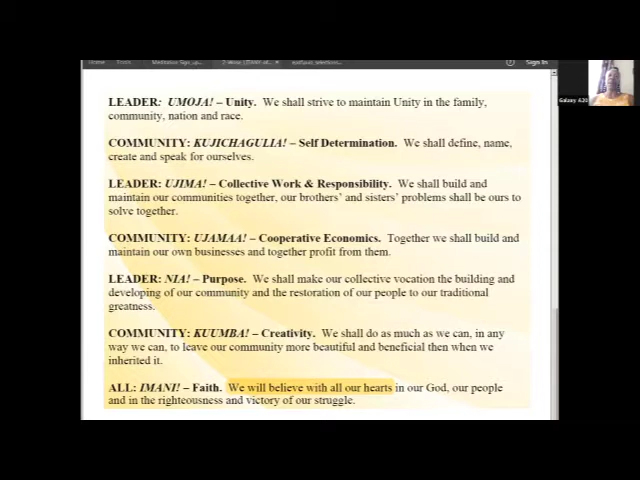 Home Tools
Sign In
Galaxy A20
LEADER: UMOJA! – Unity. We shall strive to maintain Unity in the family,
community, nation and race.
COMMUNITY: KUJICHAGULIA! – Self Determination. We shall define, name,
create and speak for ourselves.
LEADER: UJIMA! – Collective Work & Responsibility. We shall build and
maintain our communities together, our brothers' and sisters' problems shall be ours to
solve together.
COMMUNITY: UJAMAA! – Cooperative Economics. Together we shall build and
maintain our own businesses and together profit from them.
LEADER: NIA! – Purpose. We shall make our collective vocation the building and
developing of our community and the restoration of our people to our traditional
greatness.
COMMUNITY: KUUMBA! – Creativity. We shall do as much as we can, in any
way we can, to leave our community more beautiful and beneficial then when we
inherited it.
ALL: IMANI! – Faith. We will believe with all our hearts in our God, our people
and in the righteousness and victory of our struggle.